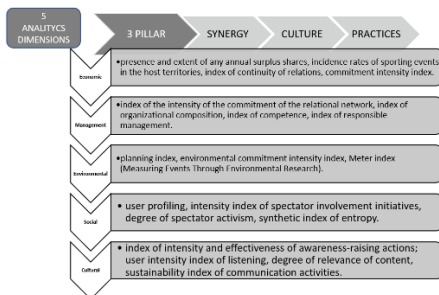 5
ANALITYCS
DIMENSIONS
3 PILLAR
SYNERGY
CULTURE
PRACTICES
Economic
•presence and extent of any annual surplus shares, incidence rates of sporting events
in the host territories, index of continuity of relations, commitment intensity index.
Management
•index of the intensity of the commitment of the relational network, index of
organizational composition, index of competence, index of responsible
management.
Environmental
•planning index, environmental commitment intensity index, Meter index
(Measuring Events Through Environmental Research).
Social
• user profiling, intensity index of spectator involvement initiatives,
degree of spectator activism, synthetic index of entropy.
Cultural
• index of intensity and effectiveness of awareness-raising actions;
user intensity index of listening, degree of relevance of content,
sustainability index of communication activities.